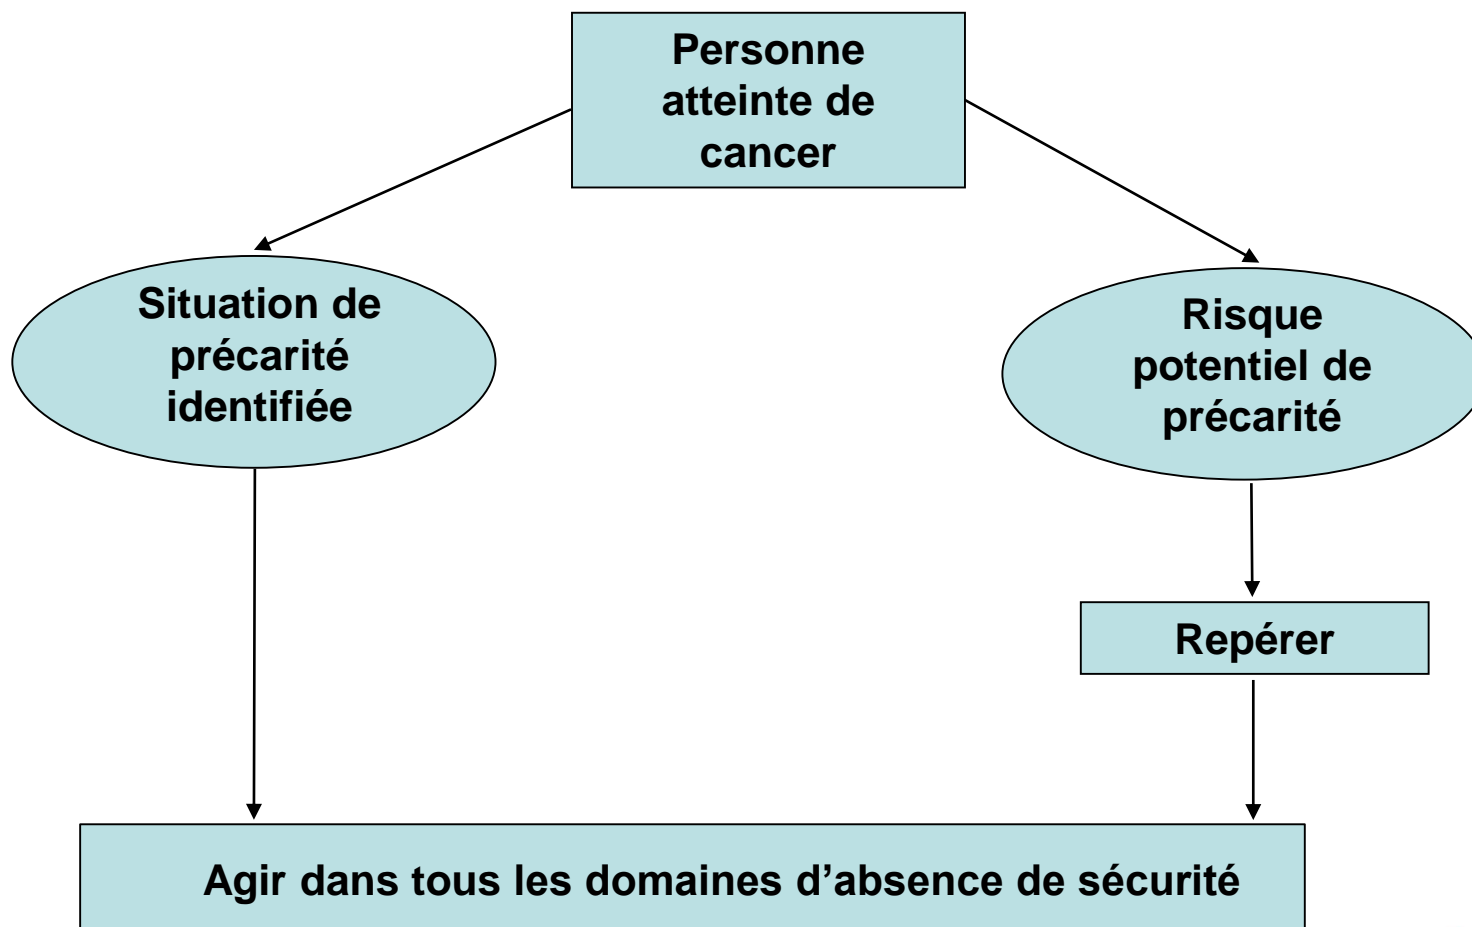 Personne
atteinte de
cancer
Situation de
précarité
identifiée
Risque
potentiel de
précarité
Repérer
Agir dans tous les domaines d’absence de sécurité